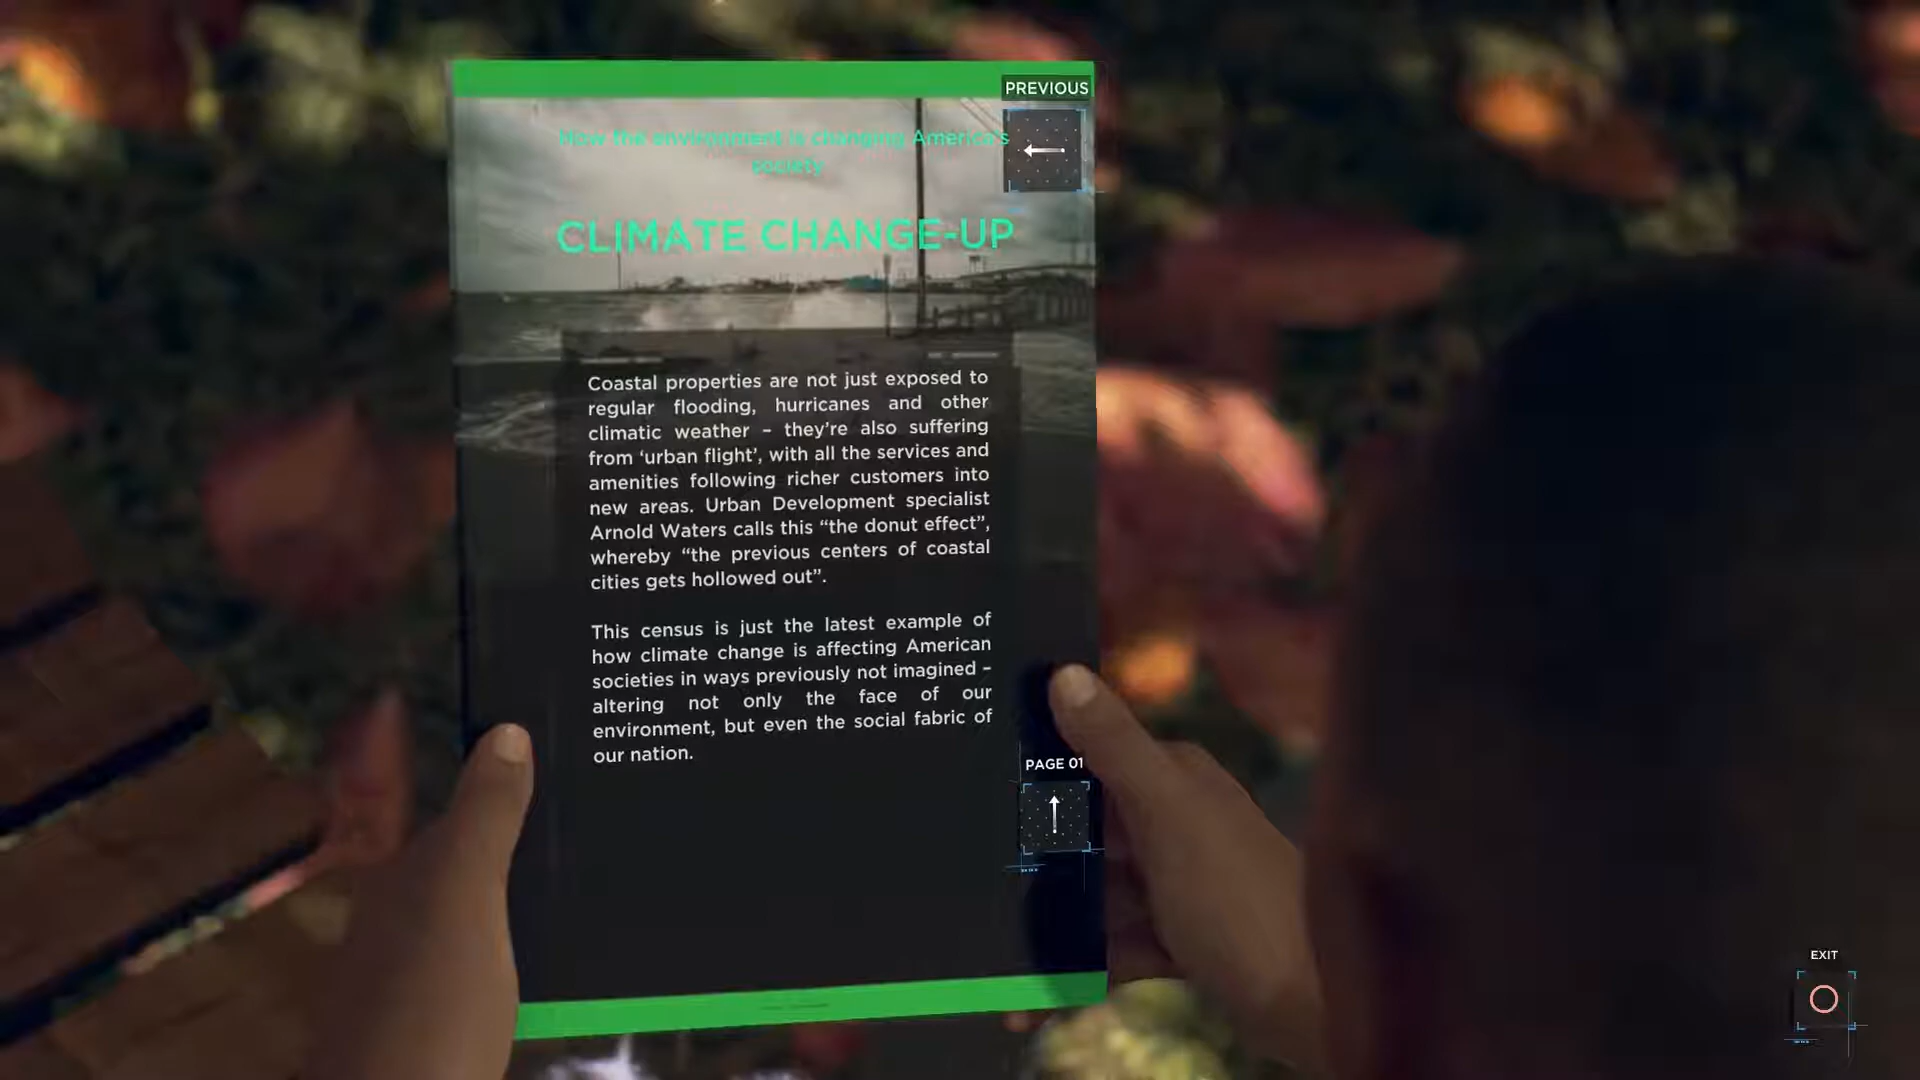 PREVIOUS
How the environment is changing America's
society
CLIMATE CHANGE-UP
Coastal properties are not just exposed to
regular flooding, hurricanes and other
climatic weather – they're also suffering
from ‘urban flight’, with all the services and
amenities following richer customers into
new areas. Urban Development specialist
Arnold Waters calls this “the donut effect”,
whereby “the previous centers of coastal
cities gets hollowed out”.
This census is just the latest example of
how climate change is affecting American
societies in ways previously not imagined –
altering not only the face of our
environment, but even the social fabric of
our nation.
PAGE 01
EXIT